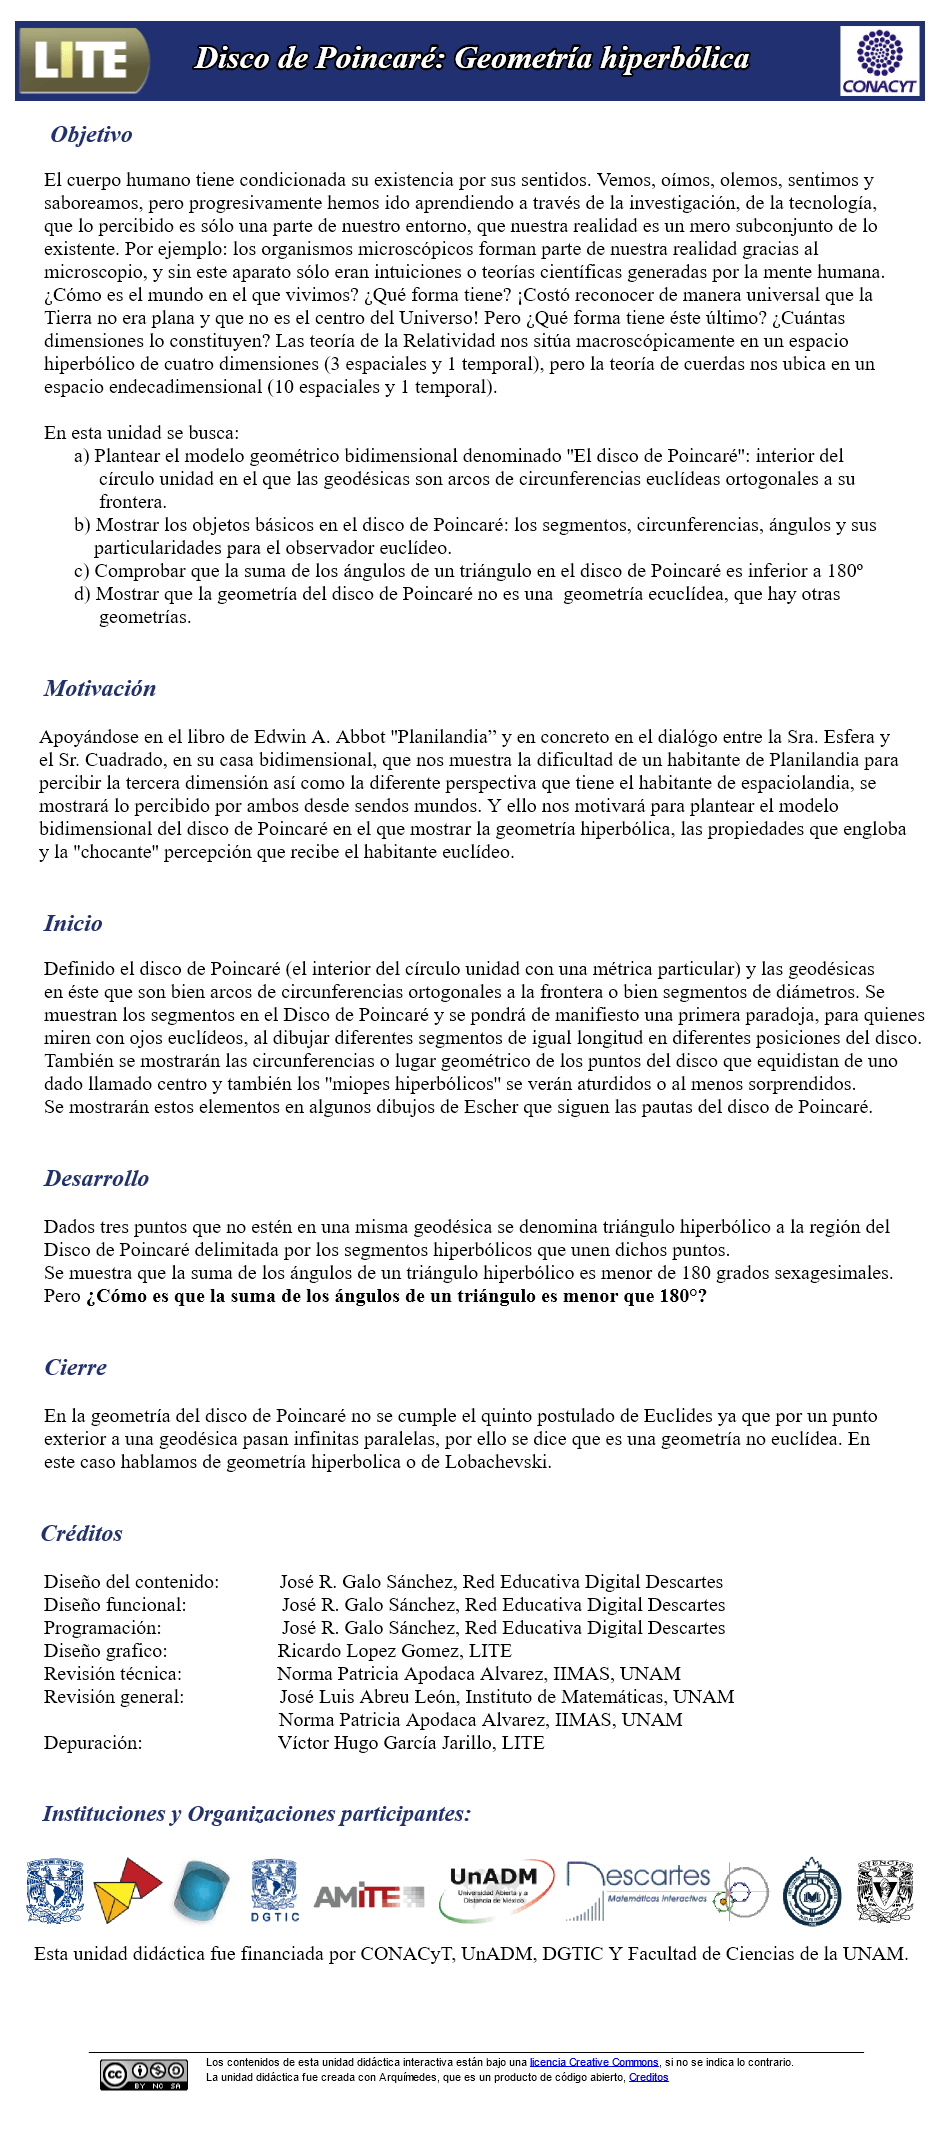 LITE
Disco de Poincaré: Geometría hiperbólica
CONACYT
Objetivo
El cuerpo humano tiene condicionada su existencia por sus sentidos. Vemos, oímos, olemos, sentimos y
saboreamos, pero progresivamente hemos ido aprendiendo a través de la investigación, de la tecnología,
que lo percibido es sólo una parte de nuestro entorno, que nuestra realidad es un mero subconjunto de lo
existente. Por ejemplo: los organismos microscópicos forman parte de nuestra realidad gracias al
microscopio, y sin este aparato sólo eran intuiciones o teorías científicas generadas por la mente humana.
¿Cómo es el mundo en el que vivimos? ¿Qué forma tiene? ¡Costó reconocer de manera universal que la
Tierra no era plana y que no es el centro del Universo! Pero ¿Qué forma tiene éste último? ¿Cuántas
dimensiones lo constituyen? Las teoría de la Relatividad nos sitúa macroscópicamente en un espacio
hiperbólico de cuatro dimensiones (3 espaciales y 1 temporal), pero la teoría de cuerdas nos ubica en un
espacio endecadimensional (10 espaciales y 1 temporal).
En esta unidad se busca:
a) Plantear el modelo geométrico bidimensional denominado "El disco de Poincaré": interior del
círculo unidad en el que las geodésicas son arcos de circunferencias euclídeas ortogonales a su
frontera.
b) Mostrar los objetos básicos en el disco de Poincaré: los segmentos, circunferencias, ángulos y sus
particularidades para el observador euclídeo.
c) Comprobar que la suma de los ángulos de un triángulo en el disco de Poincaré es inferior a 180º
d) Mostrar que la geometría del disco de Poincaré no es una geometría ecuclídea, que hay otras
geometrías.
Motivación
Apoyándose en el libro de Edwin A. Abbot "Planilandia” y en concreto en el dialógo entre la Sra. Esfera y
el Sr. Cuadrado, en su casa bidimensional, que nos muestra la dificultad de un habitante de Planilandia para
percibir la tercera dimensión así como la diferente perspectiva que tiene el habitante de espaciolandia, se
mostrará lo percibido por ambos desde sendos mundos. Y ello nos motivará para plantear el modelo
bidimensional del disco de Poincaré en el que mostrar la geometría hiperbólica, las propiedades que engloba
y la "chocante" percepción que recibe el habitante euclídeo.
Inicio
Definido el disco de Poincaré (el interior del círculo unidad con una métrica particular) y las geodésicas
en éste que son bien arcos de circunferencias ortogonales a la frontera o bien segmentos de diámetros. Se
muestran los segmentos en el Disco de Poincaré y se pondrá de manifiesto una primera paradoja, para quienes
miren con ojos euclídeos, al dibujar diferentes segmentos de igual longitud en diferentes posiciones del disco.
También se mostrarán las circunferencias o lugar geométrico de los puntos del disco que equidistan de uno
dado llamado centro y también los "miopes hiperbólicos" se verán aturdidos o al menos sorprendidos.
Se mostrarán estos elementos en algunos dibujos de Escher que siguen las pautas del disco de Poincaré.
Desarrollo
Dados tres puntos que no estén en una misma geodésica se denomina triángulo hiperbólico a la región del
Disco de Poincaré delimitada por los segmentos hiperbólicos que unen dichos puntos.
Se muestra que la suma de los ángulos de un triángulo hiperbólico es menor de 180 grados sexagesimales.
Pero ¿Cómo es que la suma de los ángulos de un triángulo es menor que 180°?
Cierre
En la geometría del disco de Poincaré no se cumple el quinto postulado de Euclides ya que por un punto
exterior a una geodésica pasan infinitas paralelas, por ello se dice que es una geometría no euclídea. En
este caso hablamos de geometría hiperbolica o de Lobachevski.
Créditos
Diseño del contenido: José R. Galo Sánchez, Red Educativa Digital Descartes
Diseño funcional: José R. Galo Sánchez, Red Educativa Digital Descartes
Programación: José R. Galo Sánchez, Red Educativa Digital Descartes
Diseño grafico: Ricardo Lopez Gomez, LITE
Revisión técnica: Norma Patricia Apodaca Alvarez, IIMAS, UNAM
Revisión general: José Luis Abreu León, Instituto de Matemáticas, UNAM
Norma Patricia Apodaca Alvarez, IIMAS, UNAM
Depuración: Víctor Hugo García Jarillo, LITE
Instituciones y Organizaciones participantes:
DGTIC
AMiTE
UnADM
Universidad Abierta y a
Distancia de México
Descartes
Matemáticas interactivas
CIENCIAS
Esta unidad didáctica fue financiada por CONACyT, UnADM, DGTIC Y Facultad de Ciencias de la UNAM.
cc BY NC SA
Los contenidos de esta unidad didáctica interactiva están bajo una licencia Creative Commons, si no se indica lo contrario.
La unidad didáctica fue creada con Arquímedes, que es un producto de código abierto, Creditos